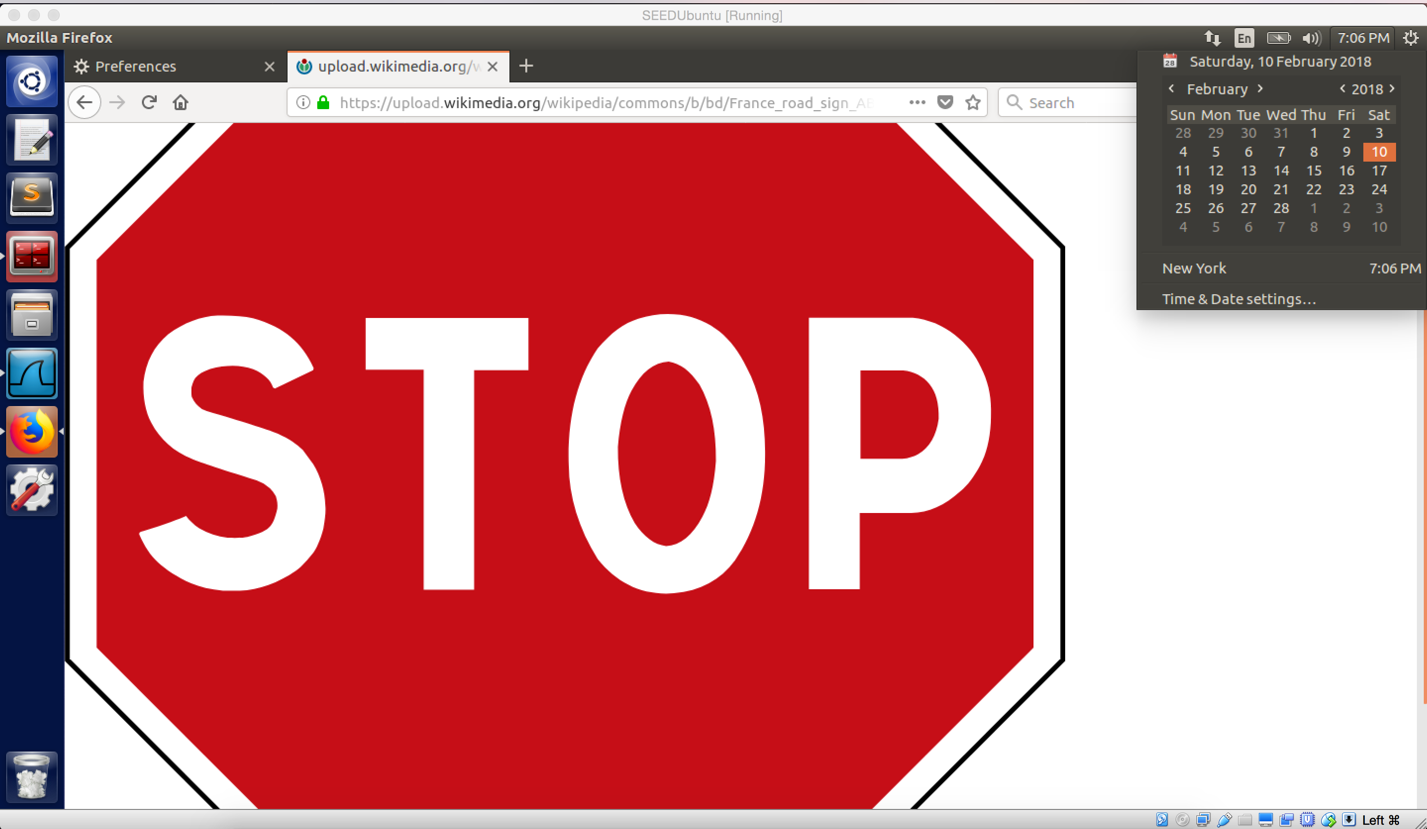 SEEDUbuntu [Running]
Mozilla Firefox
En
7:06 PM
Preferences
upload.wikimedia.org/
https://upload.wikimedia.org/wikipedia/commons/b/bd/France_road_sign_
Search
Saturday, 10 February 2018
February 2018
Sun Mon Tue Wed Thu Fri Sat
28 29 30 31 1 2 3
4 5 6 7 8 9 10
11 12 13 14 15 16 17
18 19 20 21 22 23 24
25 26 27 28 1 2 3
4 5 6 7 8 9 10
New York 7:06 PM
Time & Date settings...
STOP
S
Left ⌘